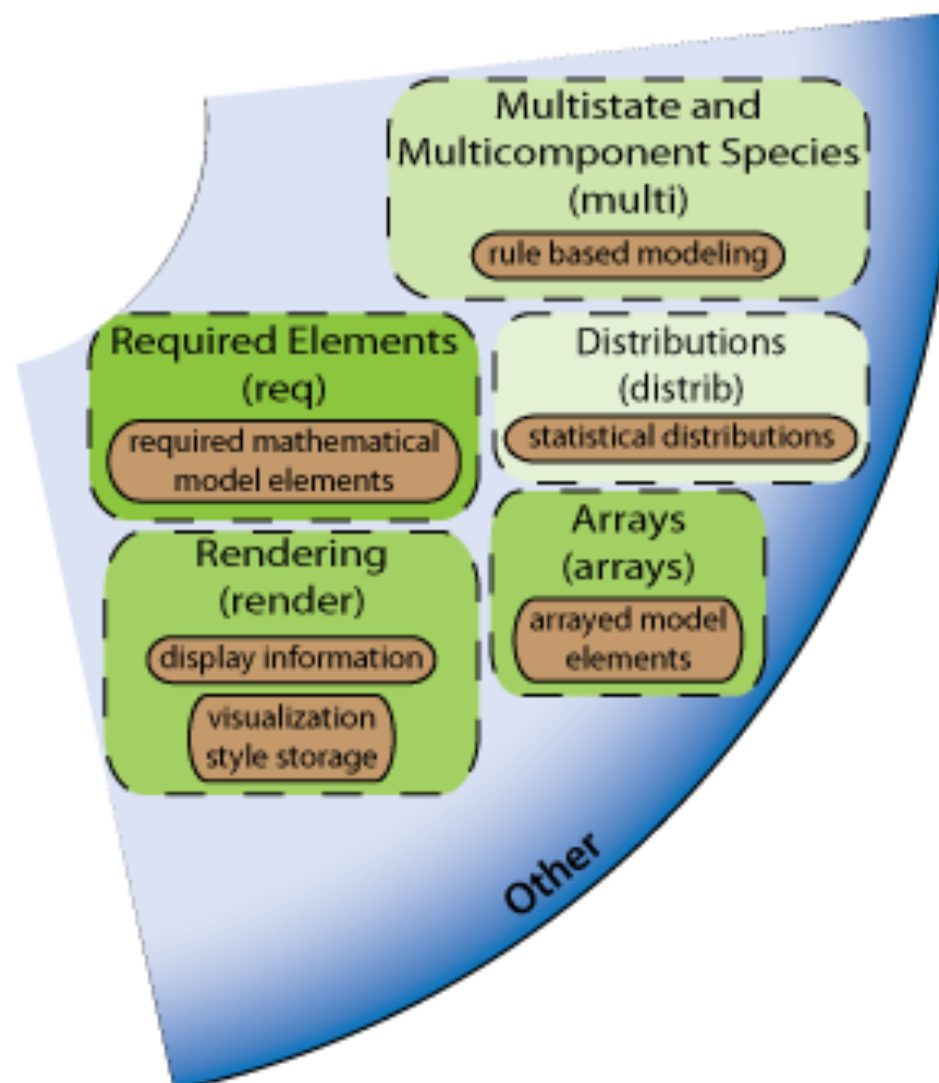 Multistate and
Multicomponent Species
(multi)
rule based modeling
Required Elements
(req)
required mathematical
model elements
Distributions
(distrib)
statistical distributions
Rendering
(render)
display information
visualization
style storage
Arrays
(arrays)
arrayed model
elements
Other